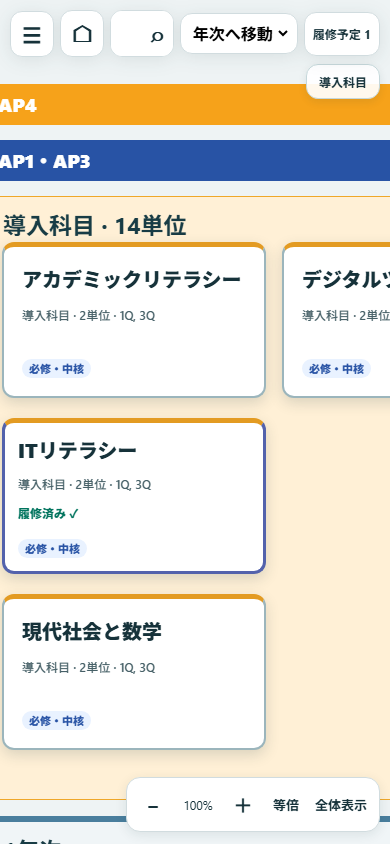 年次へ移動
履修予定 1
導入科目
AP4
AP1・AP3
導入科目 · 14単位
アカデミックリテラシー
導入科目 · 2単位 · 1Q, 3Q
必修・中核
デジタル
導入科目 · 2単位
必修・中核
ITリテラシー
導入科目 · 2単位 · 1Q, 3Q
履修済み ✓
必修・中核
現代社会と数学
導入科目 · 2単位 · 1Q, 3Q
必修・中核
− 100% ＋ 等倍 全体表示